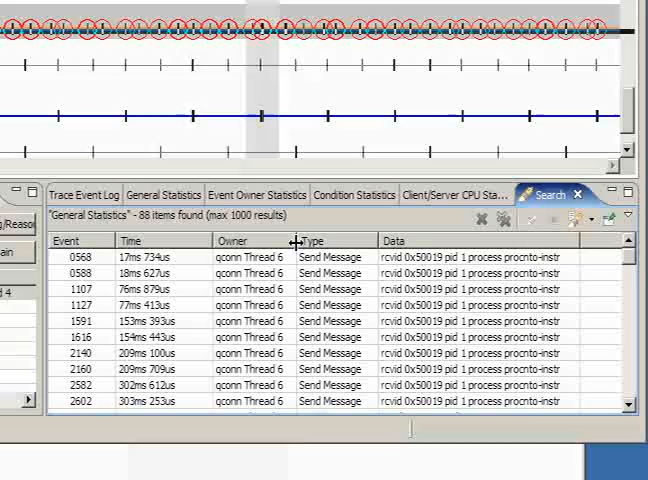 Trace Event Log General Statistics Event Owner Statistics Condition Statistics Client/Server CPU Sta... Search
"General Statistics" - 88 items found (max 1000 results)
g/Reason
ain
d 4
Event Time Owner Type Data
0568 17ms 734us qconn Thread 6 Send Message rcvid 0x50019 pid 1 process procnto-instr
0588 18ms 627us qconn Thread 6 Send Message rcvid 0x50019 pid 1 process procnto-instr
1107 76ms 879us qconn Thread 6 Send Message rcvid 0x50019 pid 1 process procnto-instr
1127 77ms 413us qconn Thread 6 Send Message rcvid 0x50019 pid 1 process procnto-instr
1591 153ms 393us qconn Thread 6 Send Message rcvid 0x50019 pid 1 process procnto-instr
1616 154ms 443us qconn Thread 6 Send Message rcvid 0x50019 pid 1 process procnto-instr
2140 209ms 100us qconn Thread 6 Send Message rcvid 0x50019 pid 1 process procnto-instr
2160 209ms 709us qconn Thread 6 Send Message rcvid 0x50019 pid 1 process procnto-instr
2582 302ms 612us qconn Thread 6 Send Message rcvid 0x50019 pid 1 process procnto-instr
2602 303ms 253us qconn Thread 6 Send Message rcvid 0x50019 pid 1 process procnto-instr